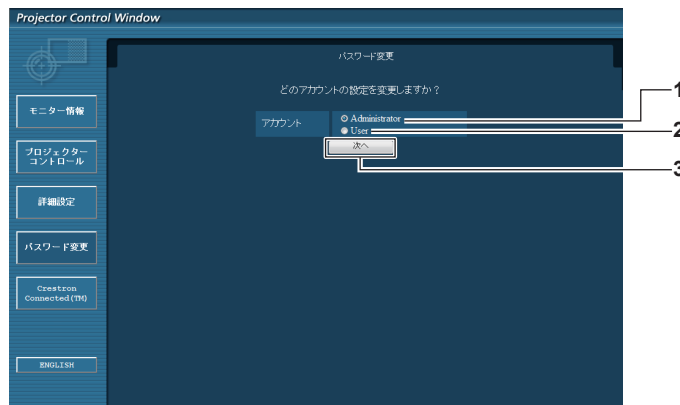 Projector Control Window
パスワード変更
どのアカウントの設定を変更しますか？
アカウント
Administrator
User
次へ
モニター情報
プロジェクター
コントロール
詳細設定
パスワード変更
Crestron
Connected(TM)
ENGLISH
1
2
3